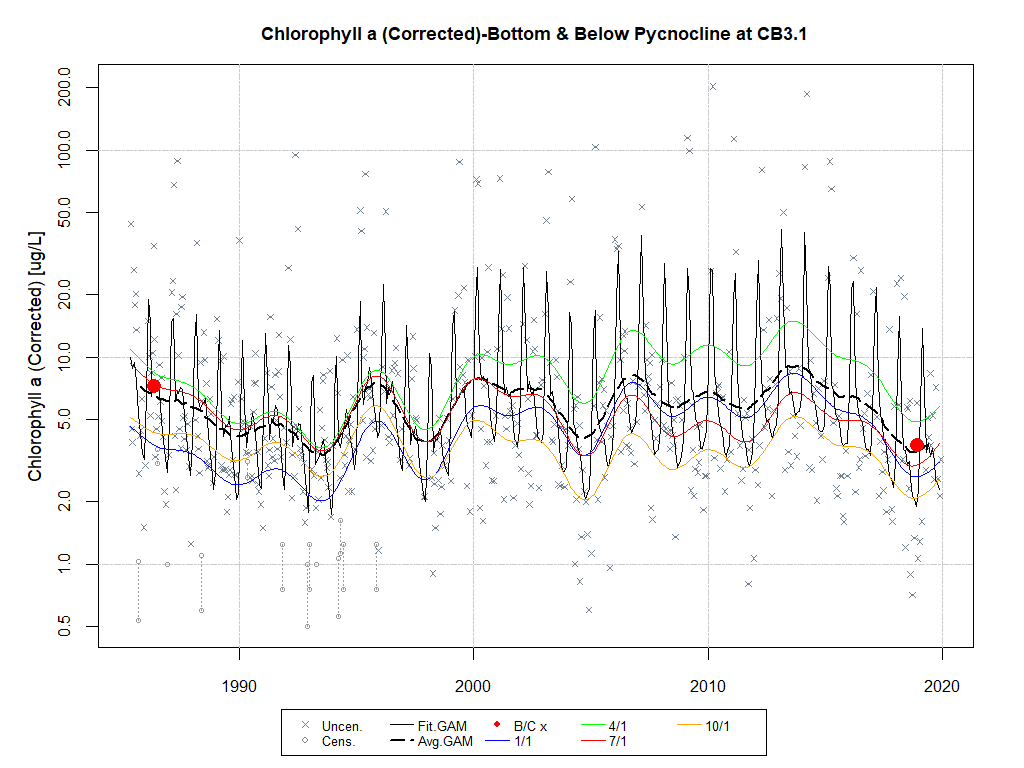 Chlorophyll a (Corrected)-Bottom & Below Pycnocline at CB3.1
Chlorophyll a (Corrected) [ug/L]
200.0
100.0
50.0
20.0
10.0
5.0
2.0
1.0
0.5
1990 2000 2010 2020
Uncen. Fit.GAM B/C x 4/1 10/1
Cens. Avg.GAM 1/1 7/1